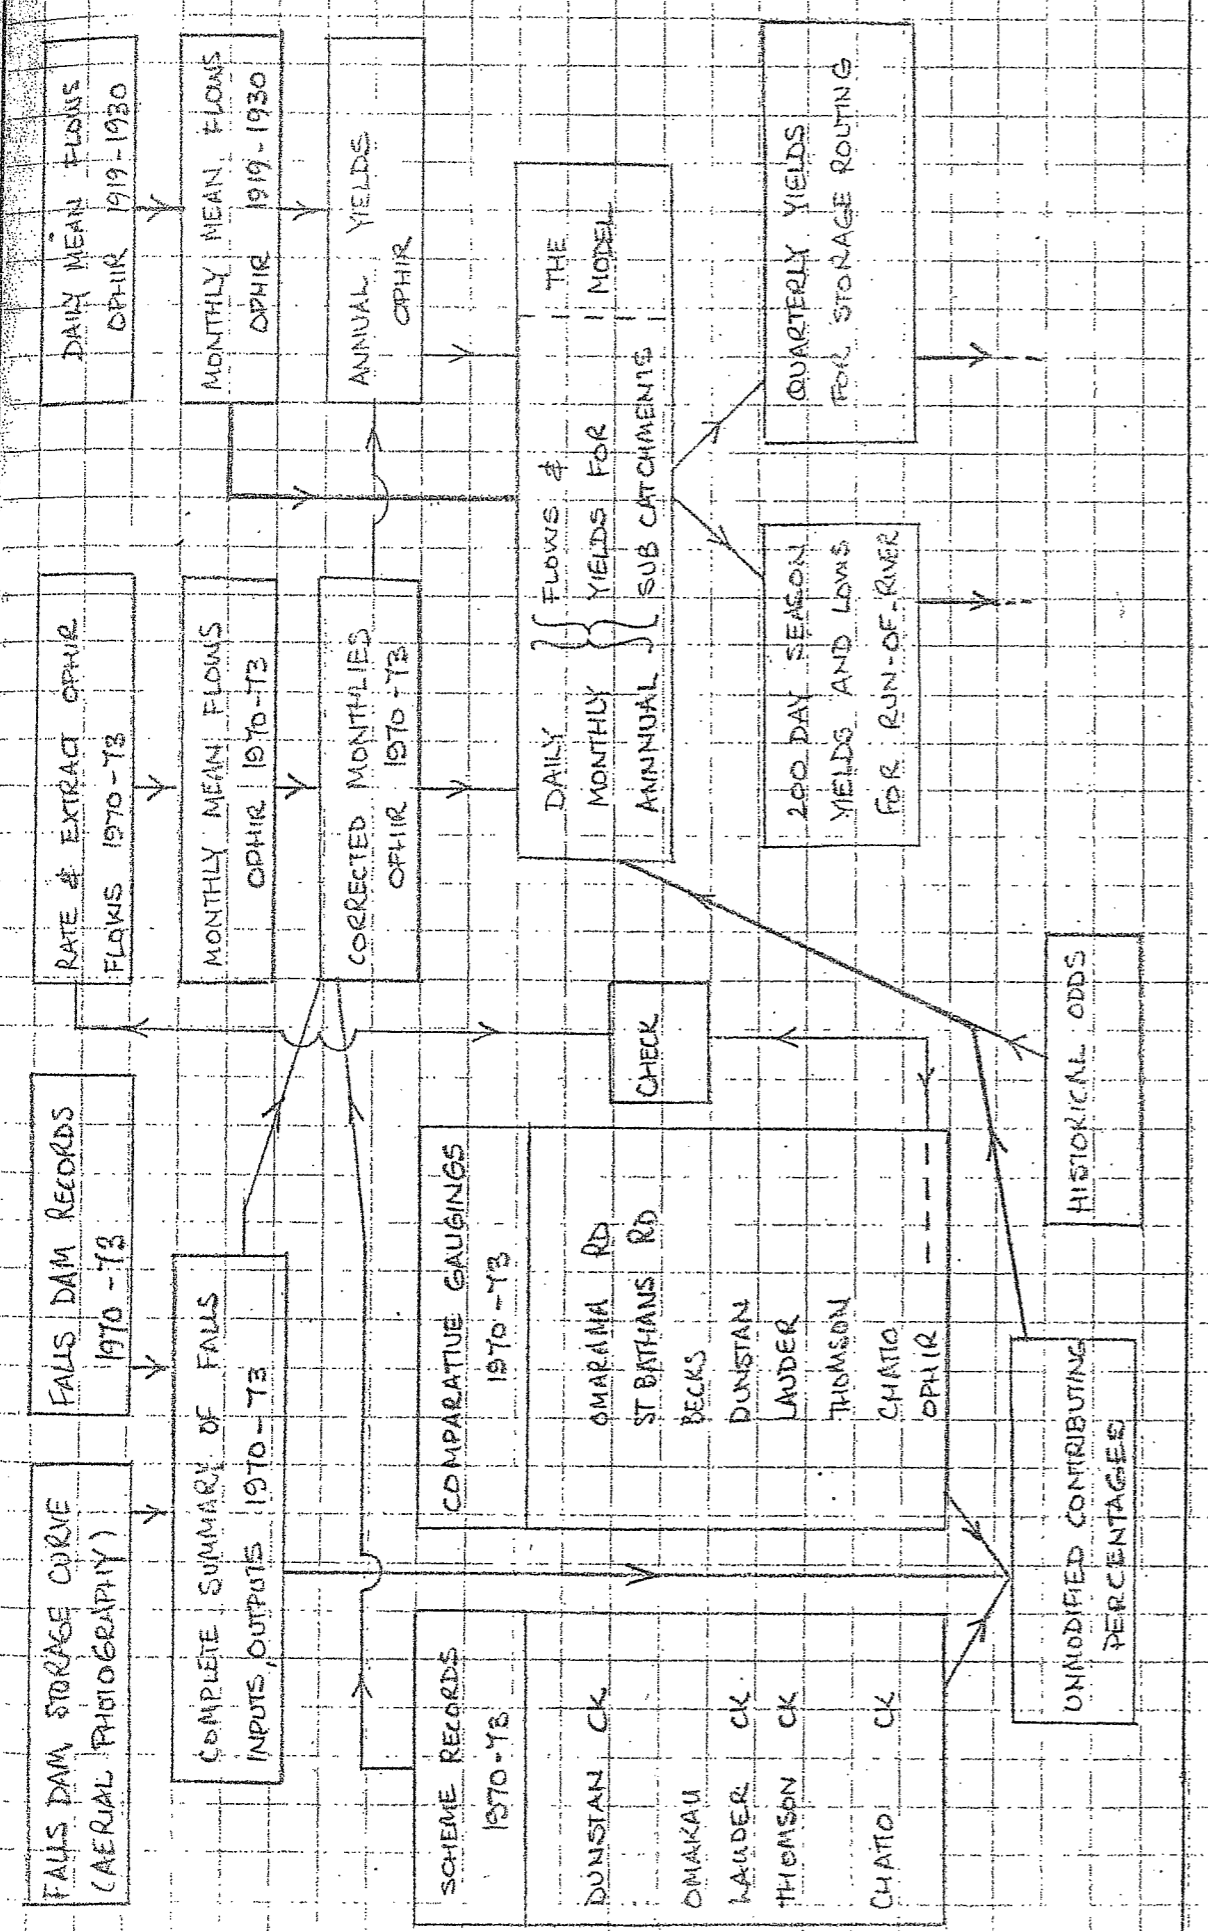 FALLS DAM STORAGE CURVE
(AERIAL PHOTOGRAPHY)
FALLS DAM RECORDS
1970-73
RATE & EXTRACT OPHIR
FLOWS 1970-73
DAILY MEAN FLOWS
OPHIR 1919-1930
COMPLETE SUMMARY OF FALLS
INPUTS, OUTPUTS 1970-73
MONTHLY MEAN FLOWS
OPHIR 1970-73
MONTHLY MEAN FLOWS
OPHIR 1919-1930
CORRECTED MONTHLIES
OPHIR 1970-73
ANNUAL YIELDS
OPHIR
SCHEME RECORDS
1970-73
DUNSTAN CK.
OMAKAU
LAUDER CK.
THOMSON CK
CHATTO CK
COMPARATIVE GAUGINGS
1970-73
OMARAMA RD
ST BATHANS RD
BECKS
DUNSTAN
LAUDER
THOMSON
CHATTO
OPHIR
CHECK
DAILY } FLOWS &
MONTHLY } YIELDS FOR
ANNNUAL } SUB CATCHMENTS
THE
MODEL
200 DAY SEASON
YIELDS AND LOWS
FOR RUN-OF-RIVER
QUARTERLY YIELDS
FOR STORAGE ROUTING
UNMODIFIED CONTRIBUTING
PERCENTAGES
HISTORICAL ODDS